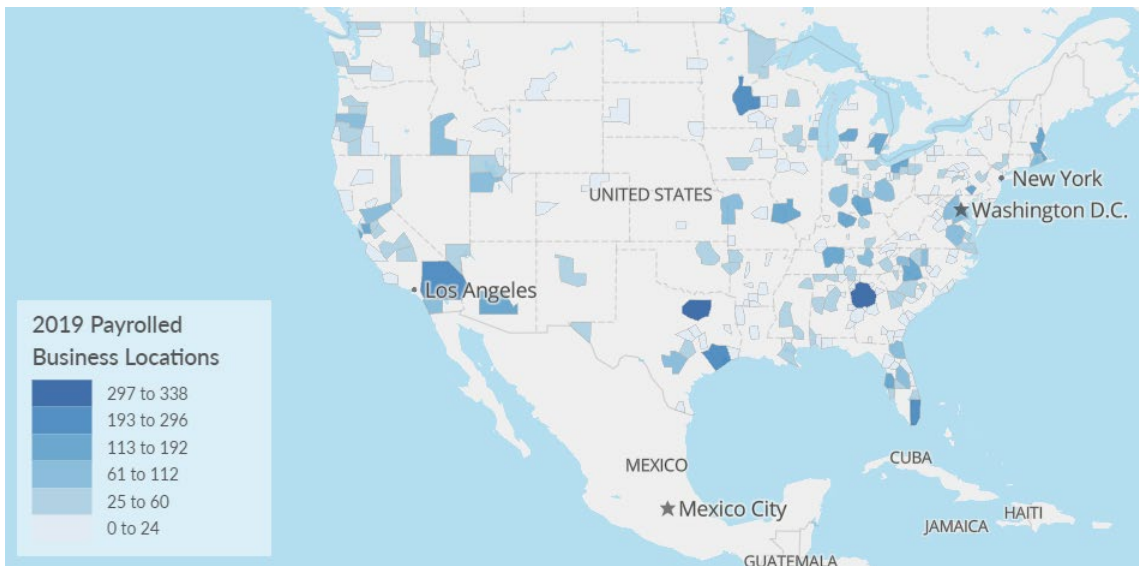 UNITED STATES
New York
Washington D.C.
Los Angeles
2019 Payrolled
Business Locations
297 to 338
193 to 296
113 to 192
61 to 112
25 to 60
0 to 24
MEXICO
CUBA
Mexico City
HAITI
JAMAICA
GUATEMALA